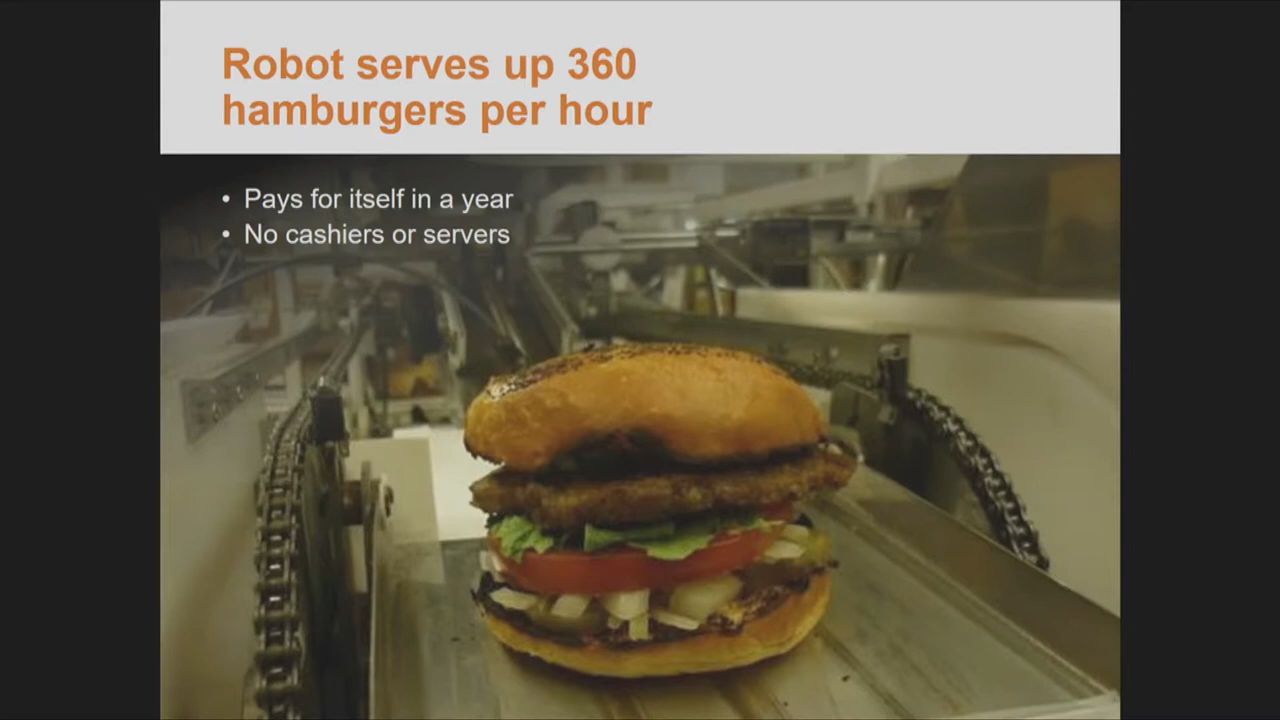 Robot serves up 360
hamburgers per hour
• Pays for itself in a year
• No cashiers or servers